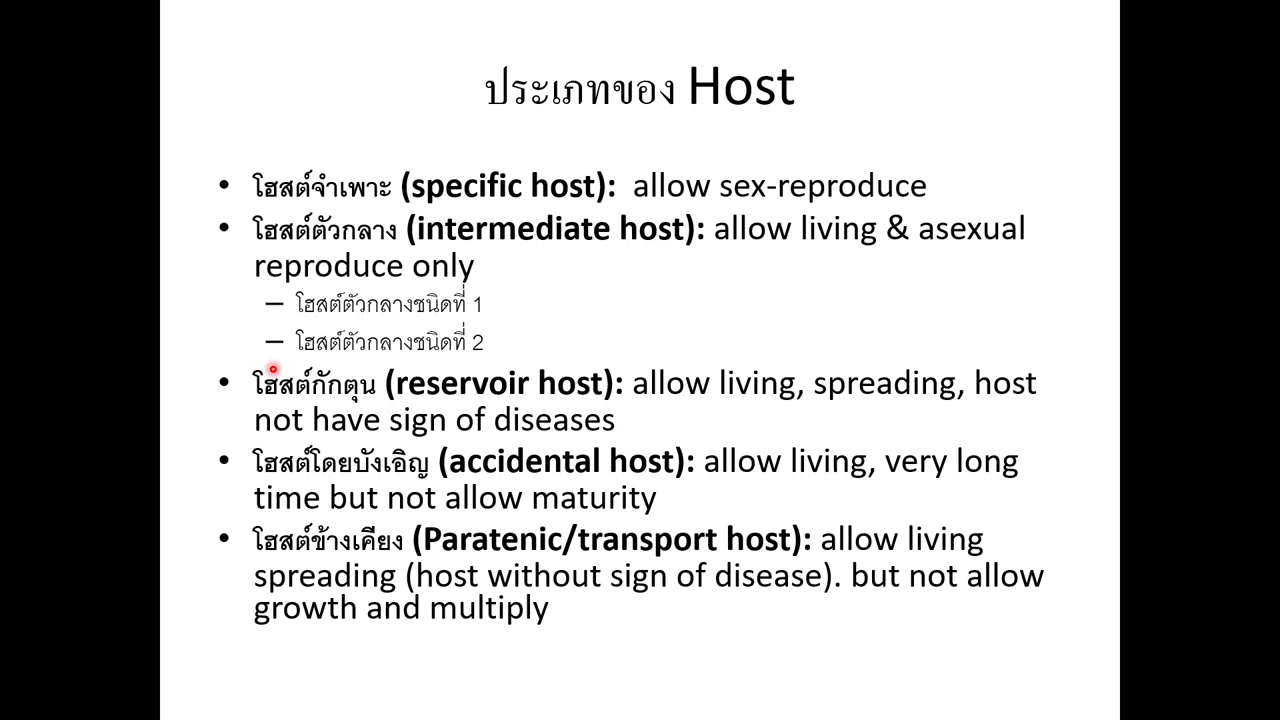 ประเภทของ Host
• โฮสต์จำเพาะ (specific host): allow sex-reproduce
• โฮสต์ตัวกลาง (intermediate host): allow living & asexual
reproduce only
– โฮสต์ตัวกลางชนิดที่ 1
– โฮสต์ตัวกลางชนิดที่ 2
• โฮสต์กักตุน (reservoir host): allow living, spreading, host
not have sign of diseases
• โฮสต์โดยบังเอิญ (accidental host): allow living, very long
time but not allow maturity
• โฮสต์ข้างเคียง (Paratenic/transport host): allow living
spreading (host without sign of disease). but not allow
growth and multiply